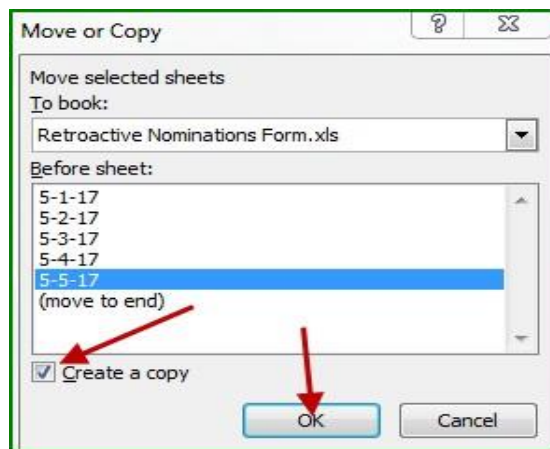 Move or Copy
Move selected sheets
To book:
Retroactive Nominations Form.xls
Before sheet:
5-1-17
5-2-17
5-3-17
5-4-17
5-5-17
(move to end)
Create a copy
OK Cancel